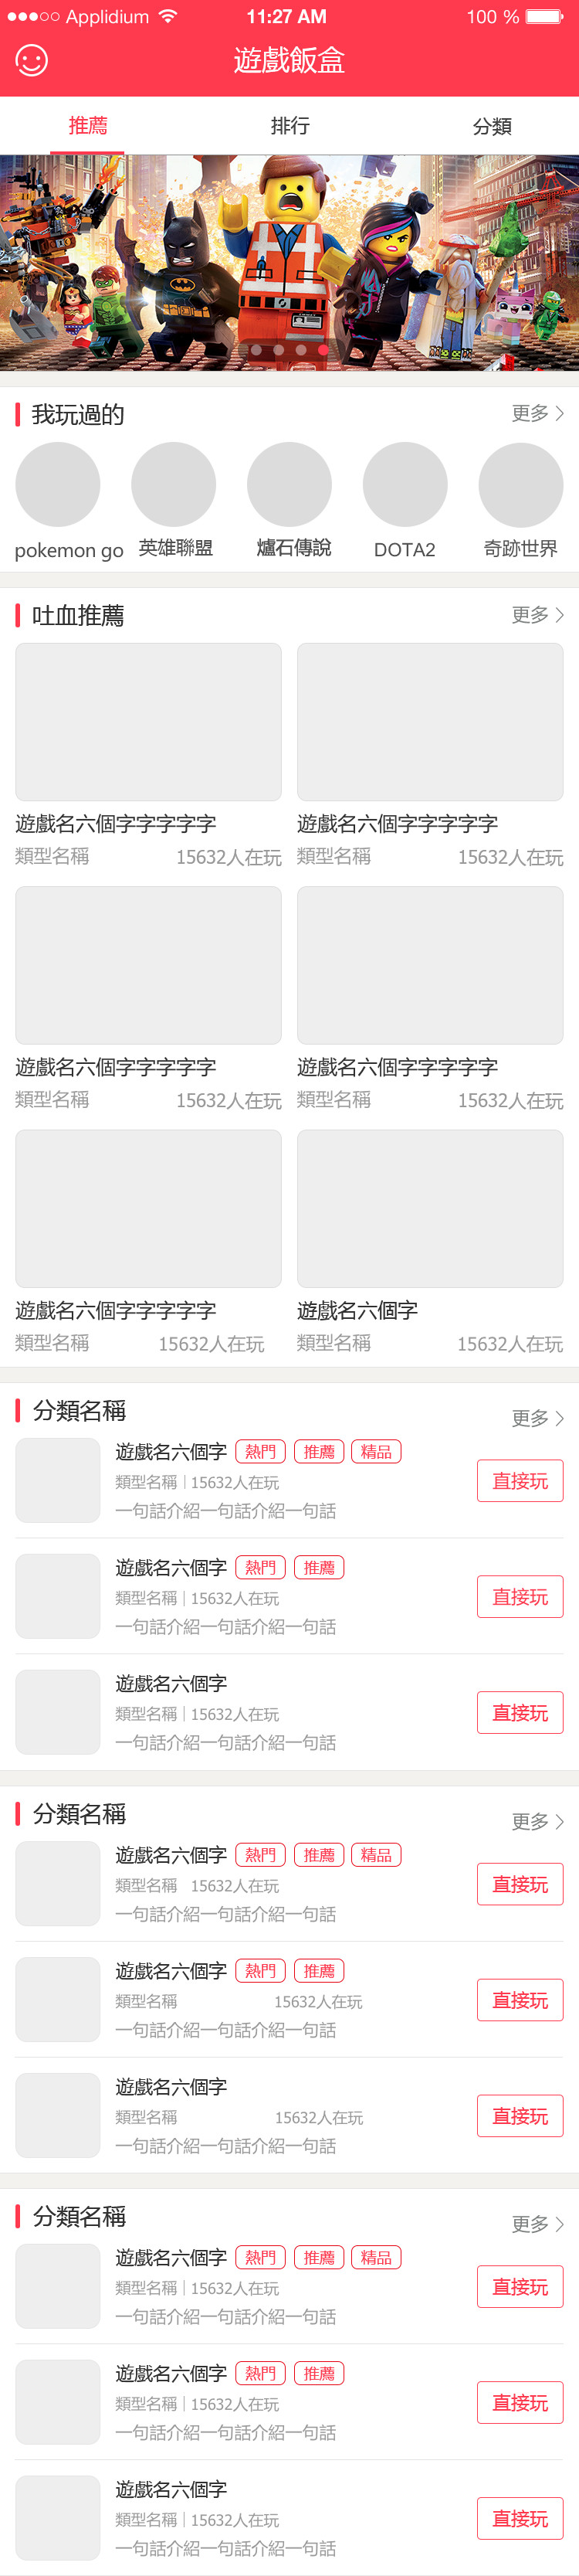 Applidium 11:27 AM 100 %
遊戲飯盒
推薦 排行 分類
我玩過的 更多
pokemon go 英雄聯盟 爐石傳說 DOTA2 奇跡世界
吐血推薦 更多
遊戲名六個字字字字字 遊戲名六個字字字字字
類型名稱 15632人在玩 類型名稱 15632人在玩
遊戲名六個字字字字字 遊戲名六個字字字字字
類型名稱 15632人在玩 類型名稱 15632人在玩
遊戲名六個字字字字字 遊戲名六個字
類型名稱 15632人在玩 類型名稱 15632人在玩
分類名稱 更多
遊戲名六個字 熱門 推薦 精品
類型名稱 | 15632人在玩 直接玩
一句話介紹一句話介紹一句話
遊戲名六個字 熱門 推薦
類型名稱 | 15632人在玩 直接玩
一句話介紹一句話介紹一句話
遊戲名六個字
類型名稱 | 15632人在玩 直接玩
一句話介紹一句話介紹一句話
分類名稱 更多
遊戲名六個字 熱門 推薦 精品
類型名稱 15632人在玩 直接玩
一句話介紹一句話介紹一句話
遊戲名六個字 熱門 推薦
類型名稱 15632人在玩 直接玩
一句話介紹一句話介紹一句話
遊戲名六個字
類型名稱 15632人在玩 直接玩
一句話介紹一句話介紹一句話
分類名稱 更多
遊戲名六個字 熱門 推薦 精品
類型名稱 | 15632人在玩 直接玩
一句話介紹一句話介紹一句話
遊戲名六個字 熱門 推薦
類型名稱 | 15632人在玩 直接玩
一句話介紹一句話介紹一句話
遊戲名六個字
類型名稱 | 15632人在玩 直接玩
一句話介紹一句話介紹一句話